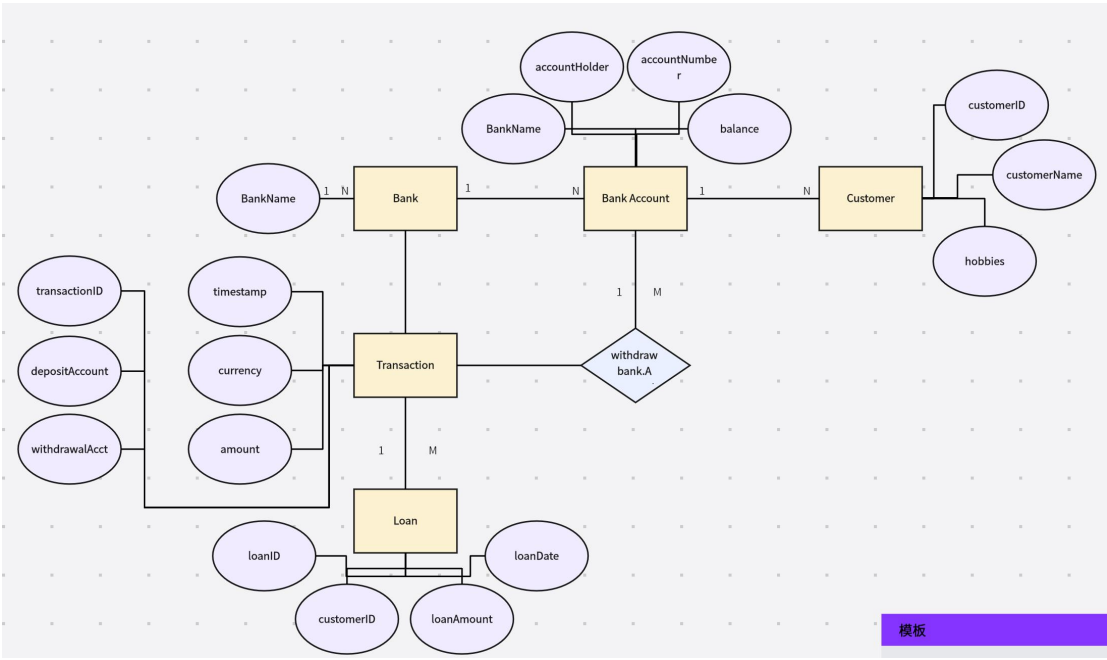 accountHolder
accountNumbe
r
BankName
balance
customerID
customerName
hobbies
BankName
1
N
Bank
1
N
Bank Account
1
N
Customer
transactionID
timestamp
1
M
depositAccount
currency
Transaction
withdraw
bank.A
withdrawalAcct
amount
1
M
Loan
loanID
loanDate
customerID
loanAmount
模板